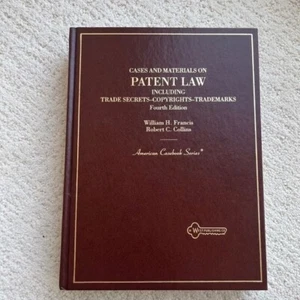 CASES AND MATERIALS ON
PATENT LAW
INCLUDING
TRADE SECRETS–COPYRIGHTS–TRADEMARKS
Fourth Edition
William H. Francis
Robert C. Collins
American Casebook Series®